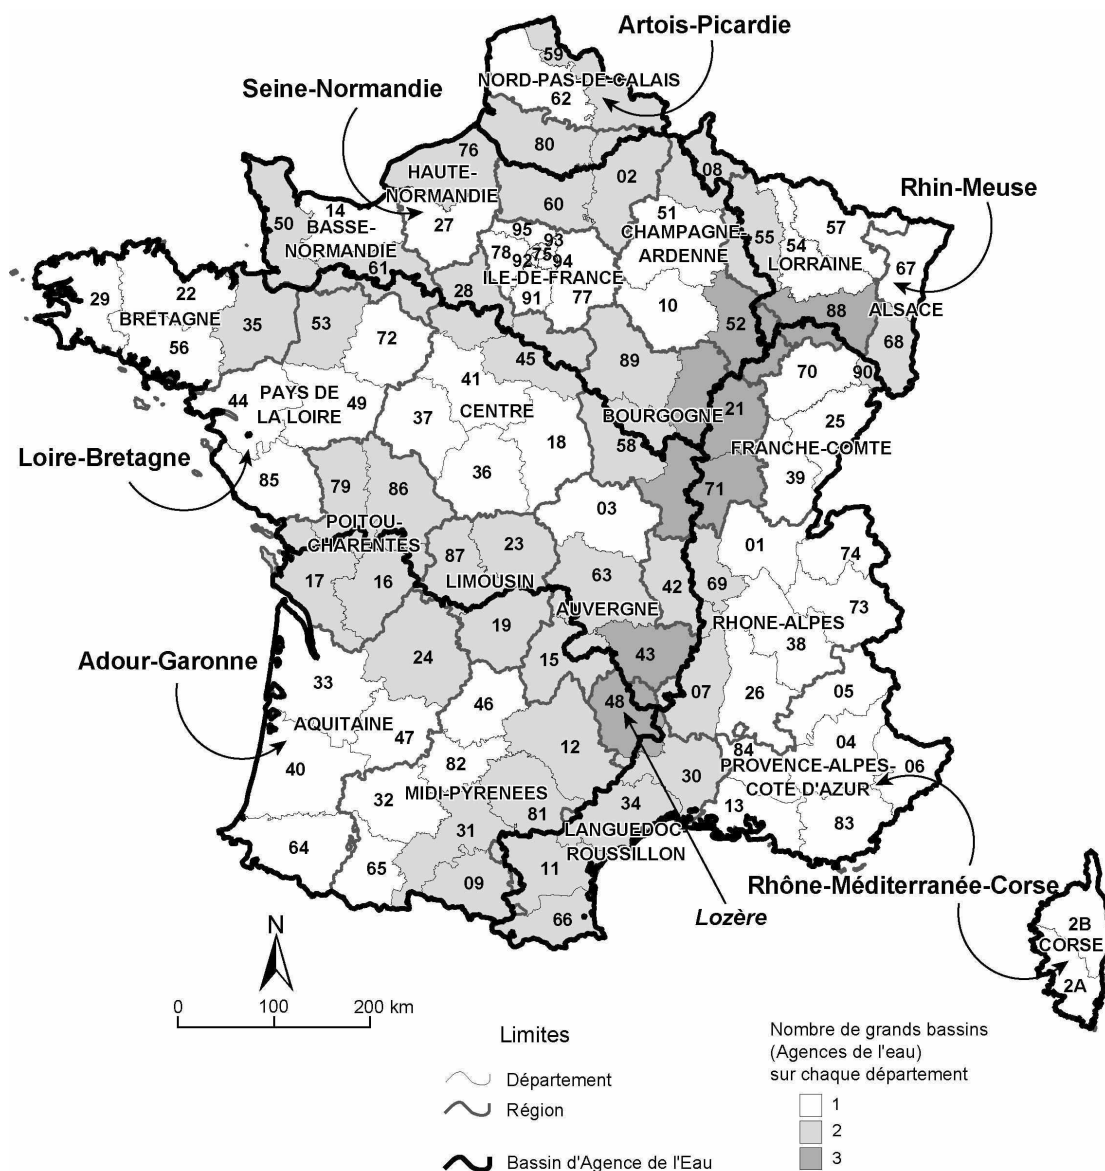 Artois-Picardie
59
Seine-Normandie
NORD-PAS-DE-CALAIS
62
80
76
08
02
HAUTE-
NORMANDIE
Rhin-Meuse
60
51
57
14
50
27
95
93
CHAMPAGNE-
ARDENNE
55
54
BASSE-
NORMANDIE
78
75
92
94
LORRAINE
67
61
ILE-DE-FRANCE
28
91
77
10
22
29
BRETAGNE
52
88
ALSACE
35
53
72
68
56
45
89
70
90
41
44
PAYS DE
LA LOIRE
49
37
CENTRE
BOURGOGNE
21
25
18
58
FRANCHE-COMTE
Loire-Bretagne
85
79
86
36
71
39
03
POITOU-
CHARENTES
01
74
87
23
17
16
LIMOUSIN
63
42
69
AUVERGNE
73
RHONE-ALPES
19
38
Adour-Garonne
24
15
43
33
07
26
05
46
48
AQUITAINE
47
12
04
84
40
82
30
PROVENCE-ALPES-
COTE D'AZUR
06
32
MIDI-PYRENEES
34
13
81
31
83
LANGUEDOC-
ROUSSILLON
64
65
11
09
Rhône-Méditerranée-Corse
66
Lozère
N
2B
CORSE
2A
0
100
200 km
Limites
Département
Région
Bassin d'Agence de l'Eau
Nombre de grands bassins
(Agences de l'eau)
sur chaque département
1
2
3